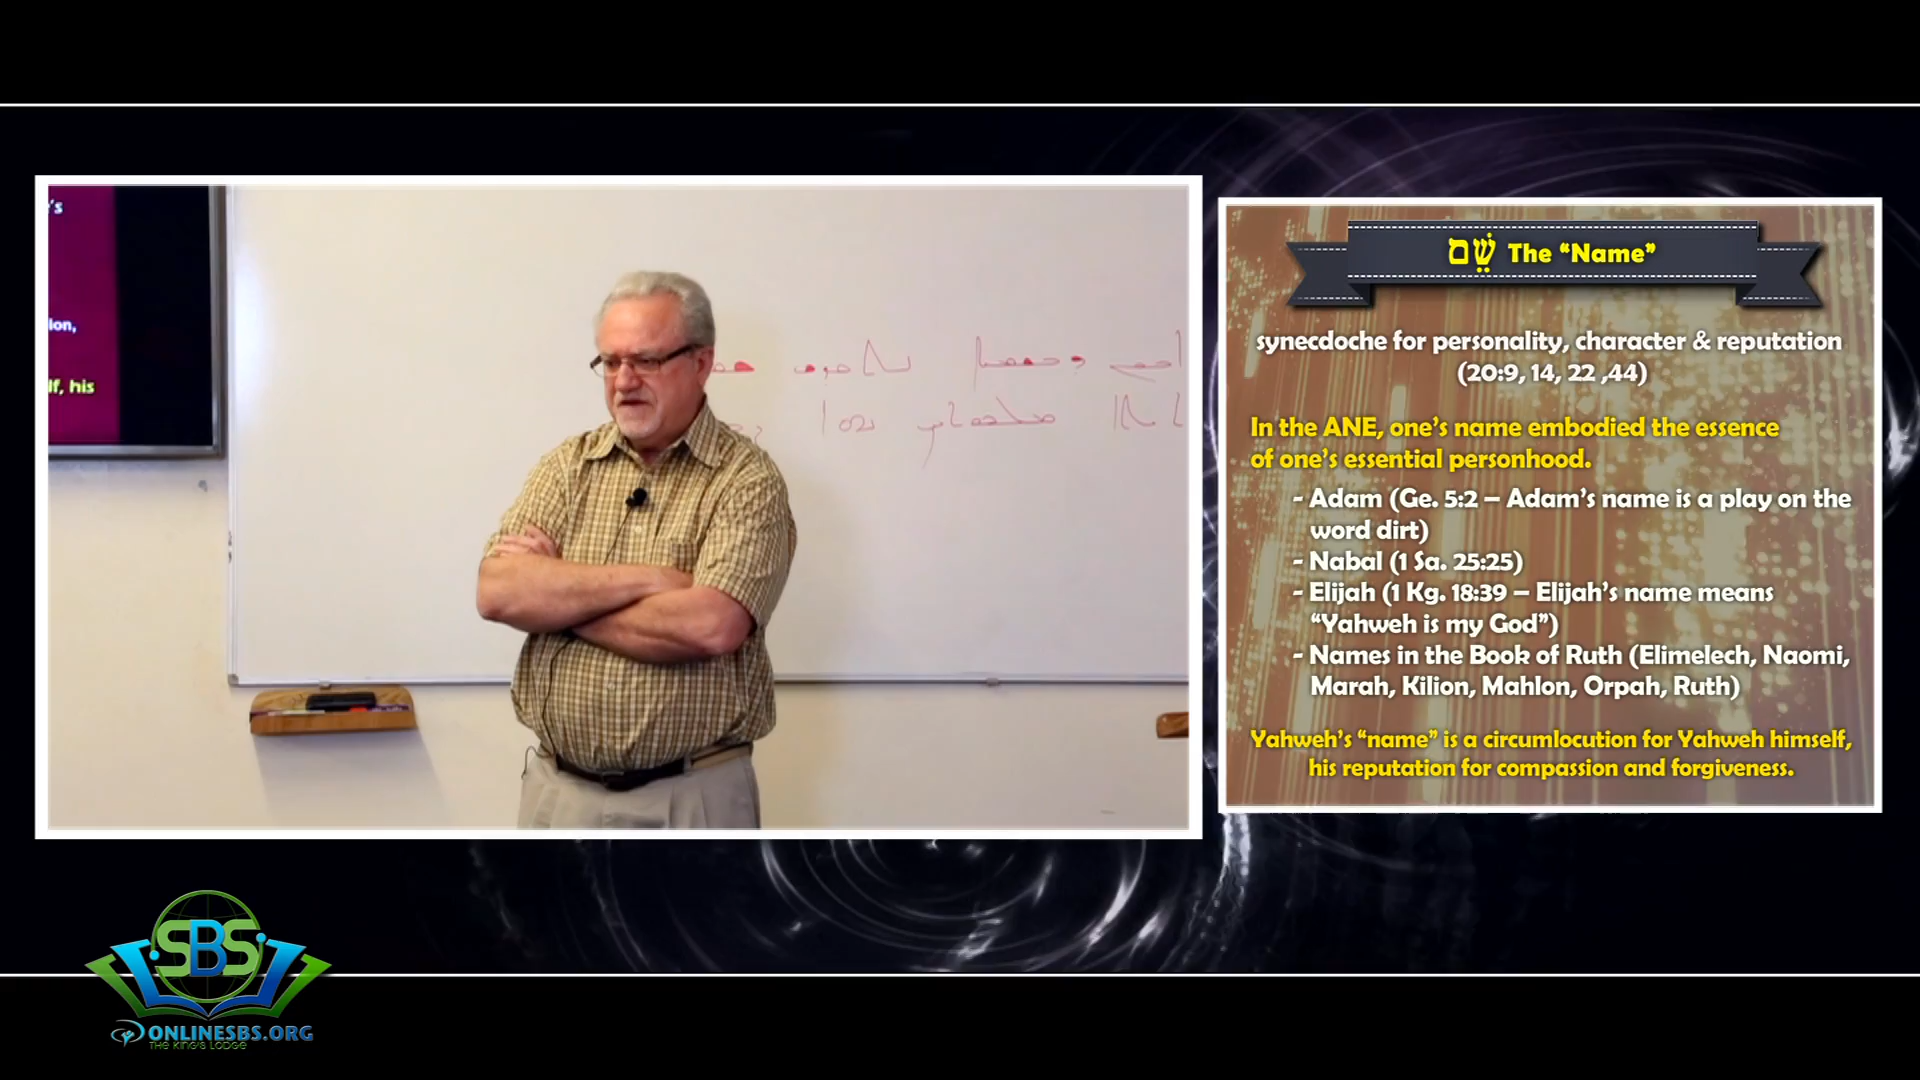 's
ion,
lf, his
שֵׁם The “Name”
synecdoche for personality, character & reputation
(20:9, 14, 22 ,44)
In the ANE, one’s name embodied the essence
of one’s essential personhood.
- Adam (Ge. 5:2 – Adam’s name is a play on the
word dirt)
- Nabal (1 Sa. 25:25)
- Elijah (1 Kg. 18:39 – Elijah’s name means
“Yahweh is my God”)
- Names in the Book of Ruth (Elimelech, Naomi,
Marah, Kilion, Mahlon, Orpah, Ruth)
Yahweh’s “name” is a circumlocution for Yahweh himself,
his reputation for compassion and forgiveness.
SBS
ONLINESBS.ORG
THE KING'S LODGE